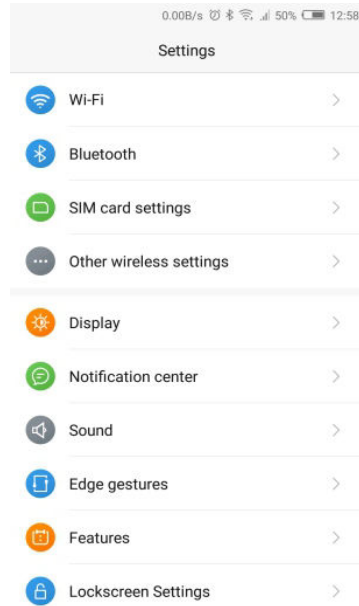 0.00B/s 50% 12:58
Settings
Wi-Fi
Bluetooth
SIM card settings
Other wireless settings
Display
Notification center
Sound
Edge gestures
Features
Lockscreen Settings